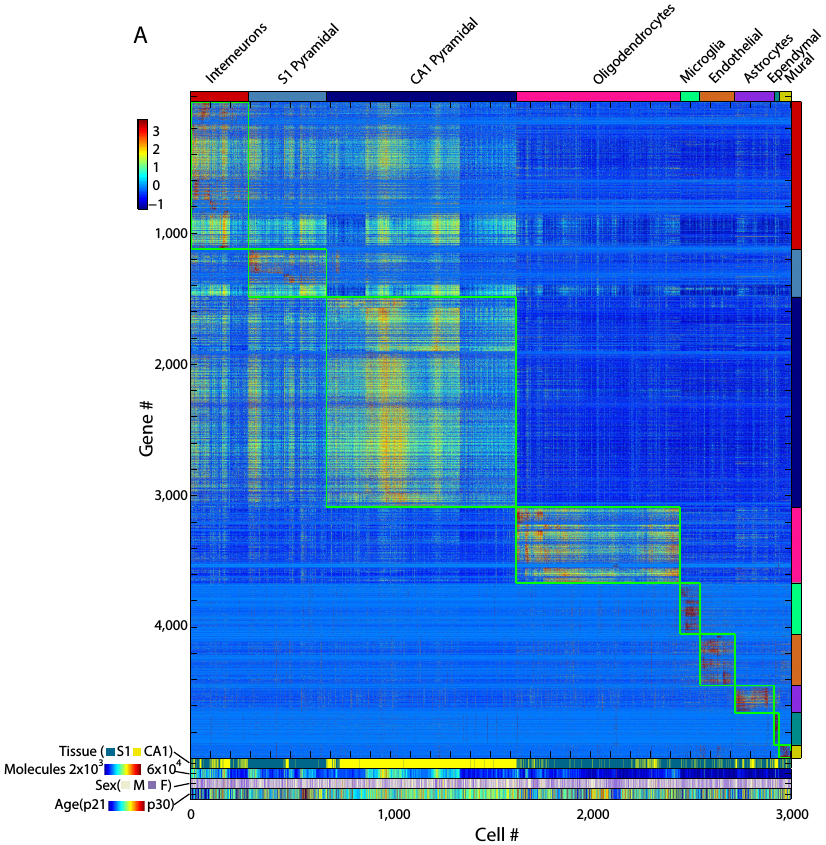 A
Interneurons
S1 Pyramidal
CA1 Pyramidal
Oligodendrocytes
Microglia
Endothelial
Astrocytes
Ependymal
Mural
3
2
1
0
−1
1,000
2,000
3,000
4,000
Gene #
Tissue ( S1 CA1)
Molecules 2x10³ 6x10⁴
Sex( M F)
Age(p21 p30)
0 1,000 2,000 3,000
Cell #